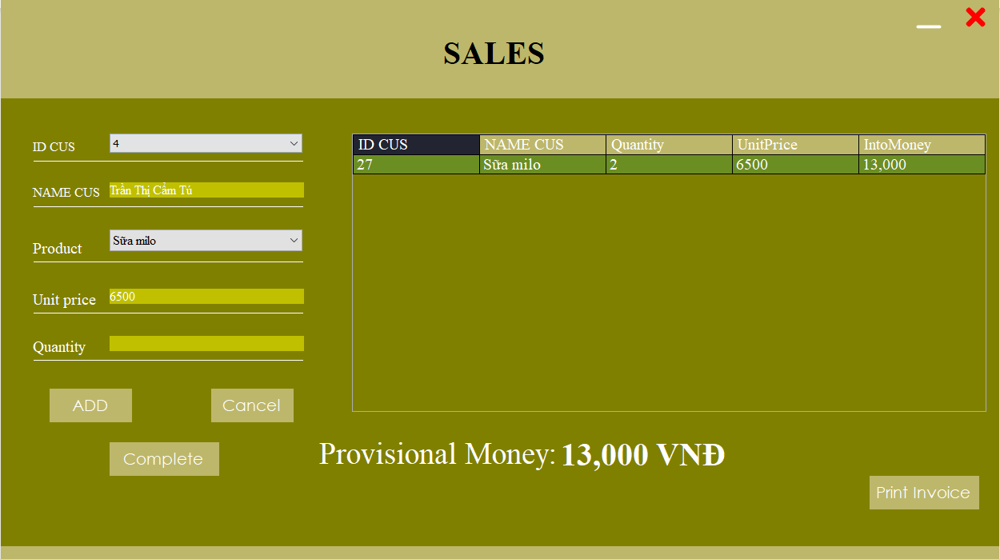 SALES
ID CUS 4
NAME CUS Trần Thị Cẩm Tú
Product Sữa milo
Unit price 6500
Quantity
ADD Cancel
Complete
ID CUS NAME CUS Quantity UnitPrice IntoMoney
27 Sữa milo 2 6500 13,000
Provisional Money: 13,000 VNĐ
Print Invoice